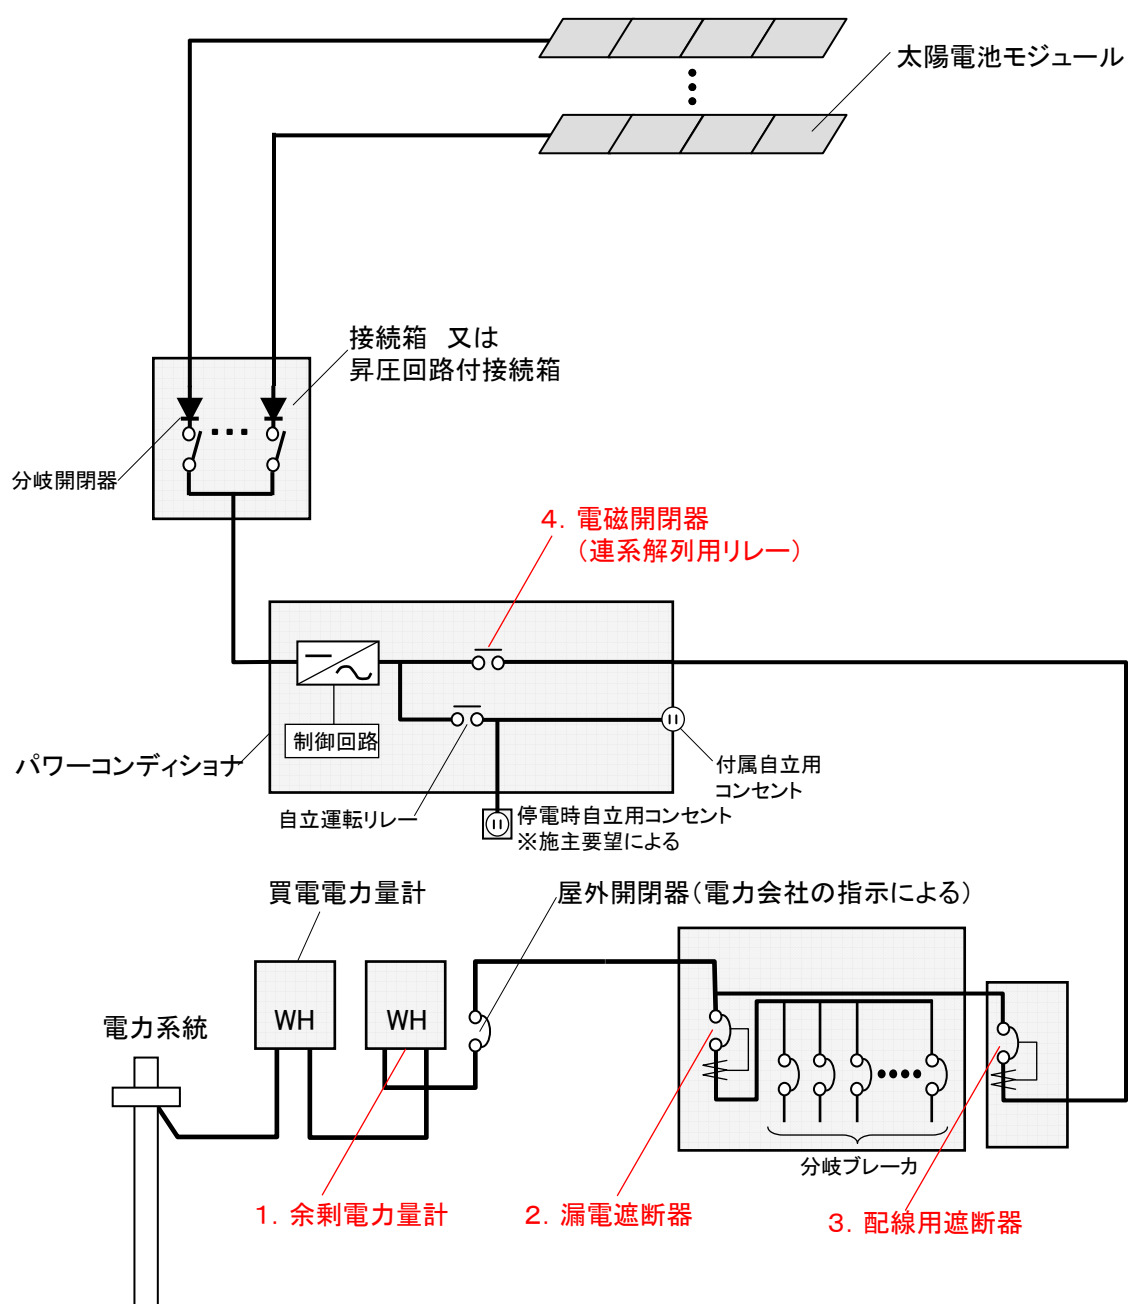 太陽電池モジュール
接続箱　又は
昇圧回路付接続箱
分岐開閉器
４．電磁開閉器
（連系解列用リレー）
制御回路
パワーコンディショナ
付属自立用
コンセント
自立運転リレー
停電時自立用コンセント
※施主要望による
買電電力量計
屋外開閉器（電力会社の指示による）
WH
WH
電力系統
分岐ブレーカ
１．余剰電力量計
２．漏電遮断器
３．配線用遮断器